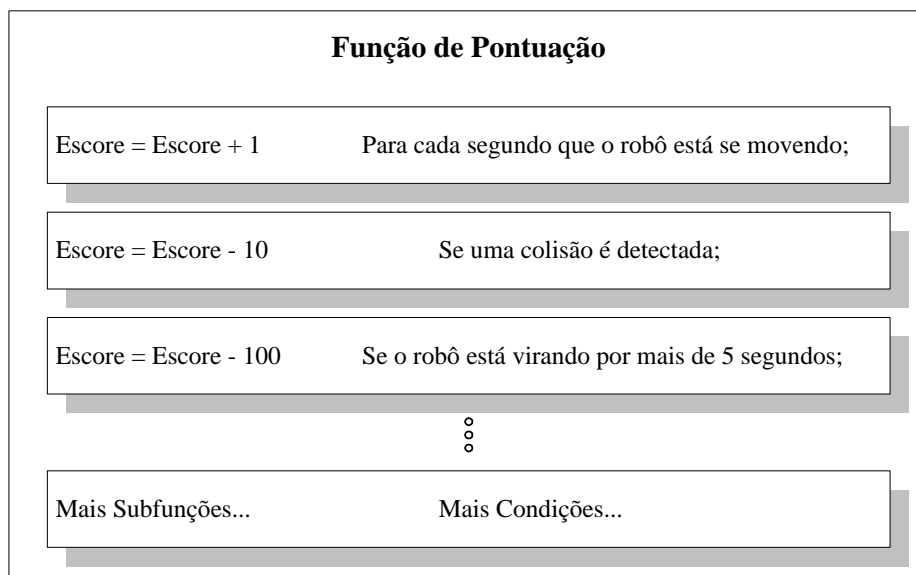 Função de Pontuação
Escore = Escore + 1 Para cada segundo que o robô está se movendo;
Escore = Escore - 10 Se uma colisão é detectada;
Escore = Escore - 100 Se o robô está virando por mais de 5 segundos;
Mais Subfunções... Mais Condições...